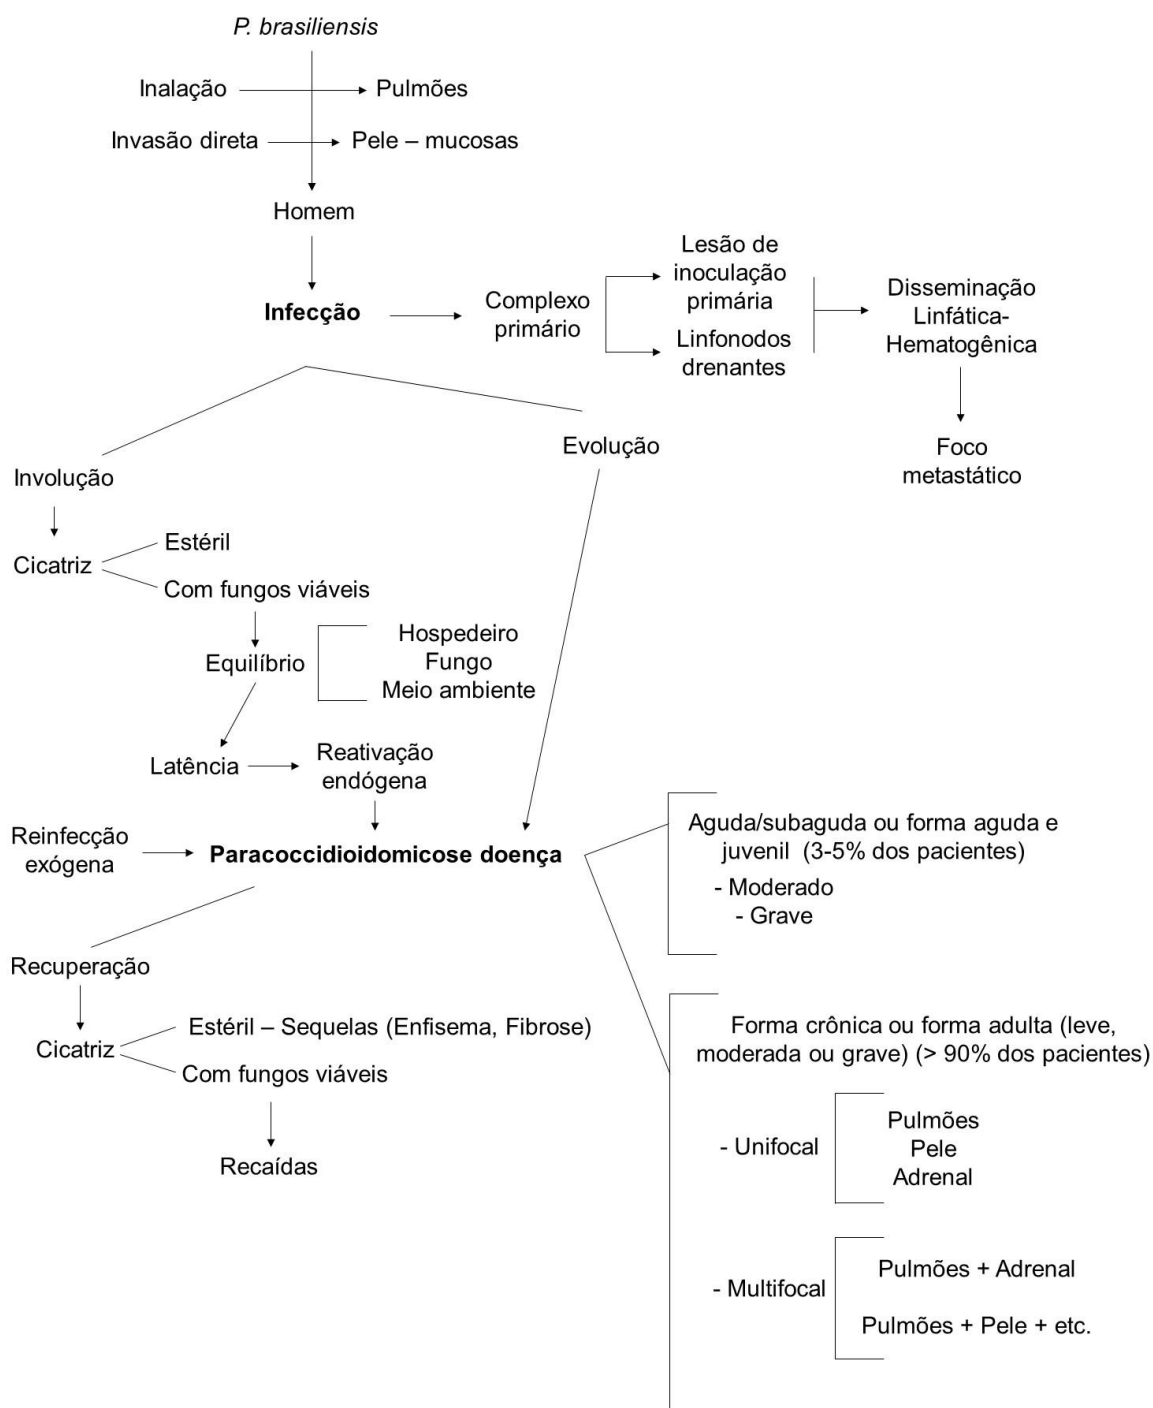 P. brasiliensis
Inalação
Pulmões
Invasão direta
Pele – mucosas
Homem
Infecção
Complexo
primário
Lesão de
inoculação
primária
Linfonodos
drenantes
Disseminação
Linfática-
Hematogênica
Foco
metastático
Evolução
Involução
Cicatriz
Estéril
Com fungos viáveis
Equilíbrio
Hospedeiro
Fungo
Meio ambiente
Latência
Reativação
endógena
Reinfecção
exógena
Paracoccidioidomicose doença
Aguda/subaguda ou forma aguda e
juvenil (3-5% dos pacientes)
- Moderado
- Grave
Recuperação
Cicatriz
Estéril – Sequelas (Enfisema, Fibrose)
Com fungos viáveis
Recaídas
Forma crônica ou forma adulta (leve,
moderada ou grave) (> 90% dos pacientes)
- Unifocal
Pulmões
Pele
Adrenal
- Multifocal
Pulmões + Adrenal
Pulmões + Pele + etc.